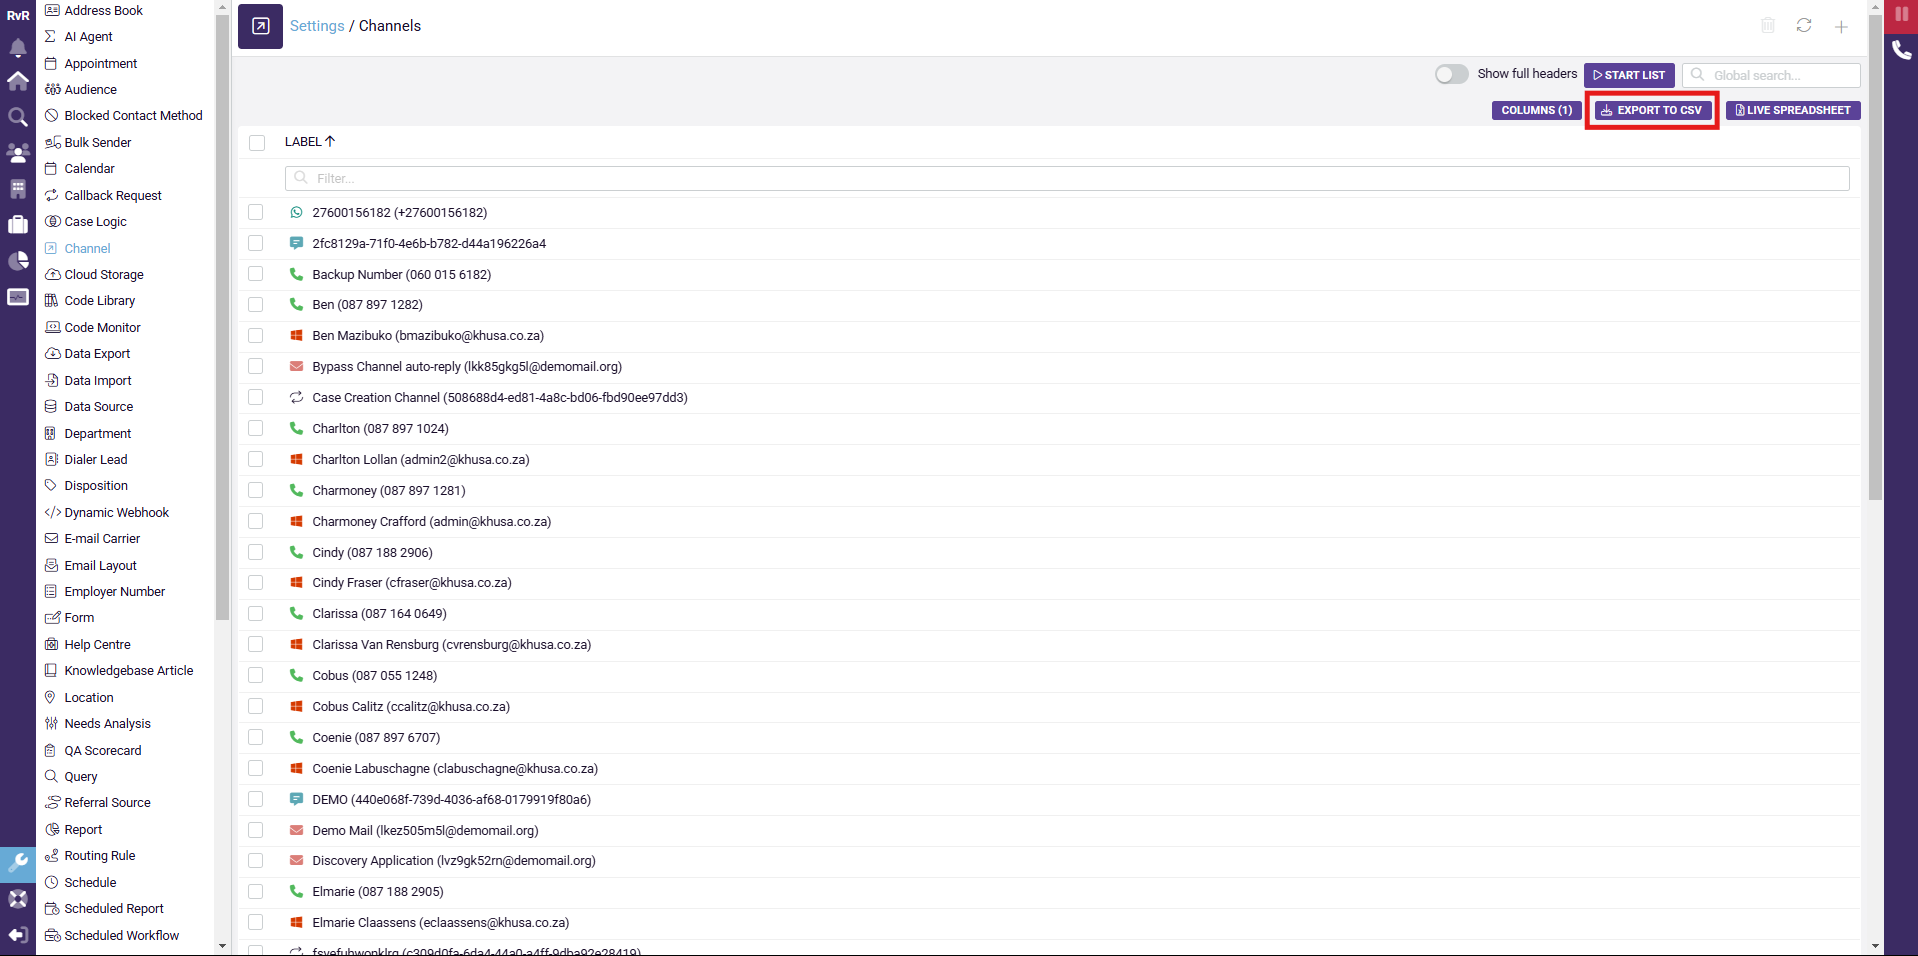 RvR
Address Book
AI Agent
Appointment
Audience
Blocked Contact Method
Bulk Sender
Calendar
Callback Request
Case Logic
Channel
Cloud Storage
Code Library
Code Monitor
Data Export
Data Import
Data Source
Department
Dialer Lead
Disposition
Dynamic Webhook
E-mail Carrier
Email Layout
Employer Number
Form
Help Centre
Knowledgebase Article
Location
Needs Analysis
QA Scorecard
Query
Referral Source
Report
Routing Rule
Schedule
Scheduled Report
Scheduled Workflow
Settings / Channels
Show full headers
START LIST
Global search...
COLUMNS (1)
EXPORT TO CSV
LIVE SPREADSHEET
LABEL
Filter...
27600156182 (+27600156182)
2fc8129a-71f0-4e6b-b782-d44a196226a4
Backup Number (060 015 6182)
Ben (087 897 1282)
Ben Mazibuko (bmazibuko@khusa.co.za)
Bypass Channel auto-reply (lkk85gkg5l@demomail.org)
Case Creation Channel (508688d4-ed81-4a8c-bd06-fbd90ee97dd3)
Charlton (087 897 1024)
Charlton Lollan (admin2@khusa.co.za)
Charmoney (087 897 1281)
Charmoney Crafford (admin@khusa.co.za)
Cindy (087 188 2906)
Cindy Fraser (cfraser@khusa.co.za)
Clarissa (087 164 0649)
Clarissa Van Rensburg (cvrensburg@khusa.co.za)
Cobus (087 055 1248)
Cobus Calitz (ccalitz@khusa.co.za)
Coenie (087 897 6707)
Coenie Labuschagne (clabuschagne@khusa.co.za)
DEMO (440e068f-739d-4036-af68-0179919f80a6)
Demo Mail (lkez505m5l@demomail.org)
Discovery Application (lvz9gk52rn@demomail.org)
Elmarie (087 188 2905)
Elmarie Claassens (eclaassens@khusa.co.za)